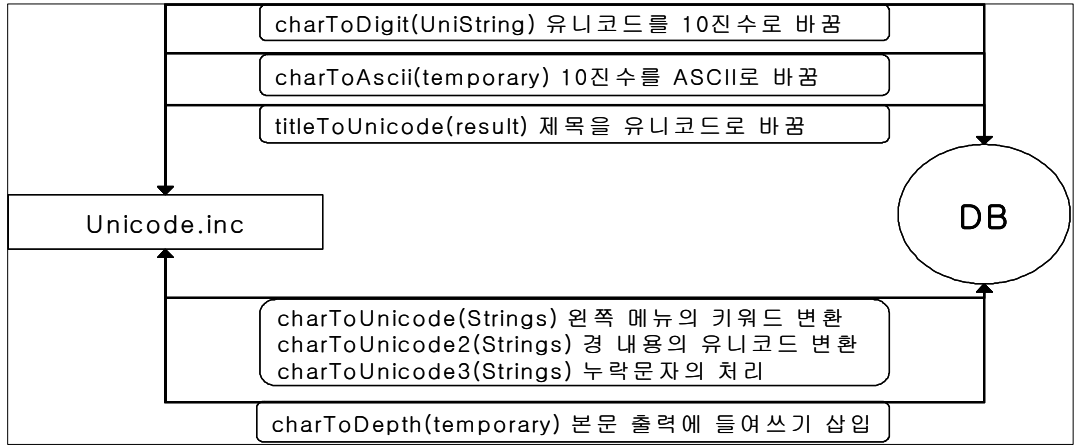 charToDigit(UniString) 유니코드를 10진수로 바꿈
charToAscii(temporary) 10진수를 ASCII로 바꿈
titleToUnicode(result) 제목을 유니코드로 바꿈
Unicode.inc
DB
charToUnicode(Strings) 왼쪽 메뉴의 키워드 변환
charToUnicode2(Strings) 경 내용의 유니코드 변환
charToUnicode3(Strings) 누락문자의 처리
charToDepth(temporary) 본문 출력에 들여쓰기 삽입